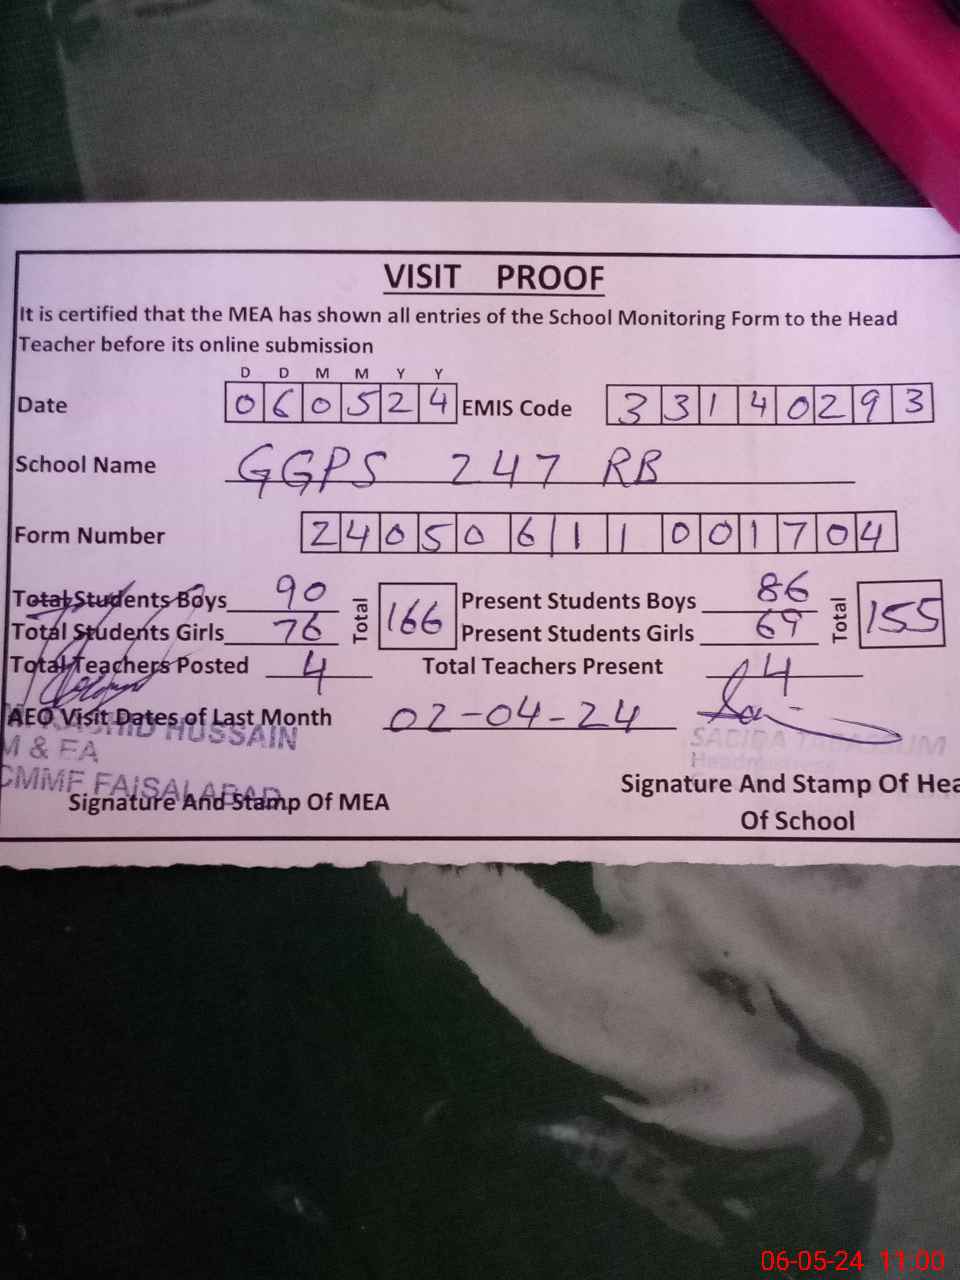 VISIT PROOF
It is certified that the MEA has shown all entries of the School Monitoring Form to the Head
Teacher before its online submission
D D M M Y Y
Date 060524 EMIS Code 33140293
School Name GGPS 247 RB
Form Number 24050611001704
Total Students Boys 90 Total 166 Present Students Boys 86 Total 155
Total Students Girls 76 Present Students Girls 69
Total Teachers Posted 4 Total Teachers Present 4
AEO Visit Dates of Last Month 02-04-24
HUSSAIN
M & EA
CMMF FAISALABAD
SAGIDA TABASSUM
Headmistress
Signature And Stamp Of MEA
Signature And Stamp Of Hea
Of School
06-05-24 11:00